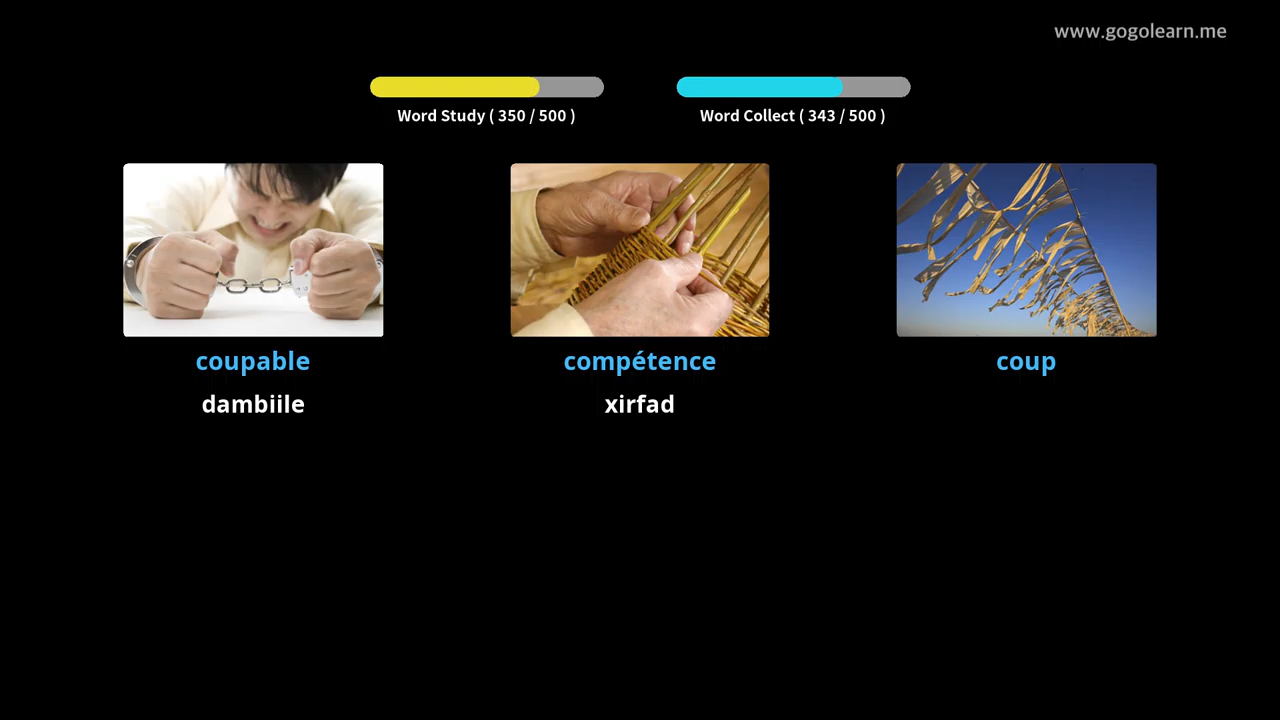 www.gogolearn.me
Word Study ( 350 / 500 )
Word Collect ( 343 / 500 )
coupable
compétence
coup
dambiile
xirfad